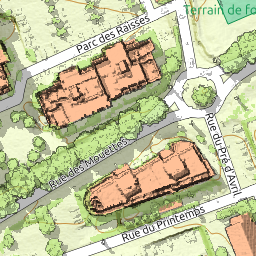 Terrain de fo
Parc des Raisses
Rue des Mouettes
Rue du Pré d'Avril
Rue du Printemps